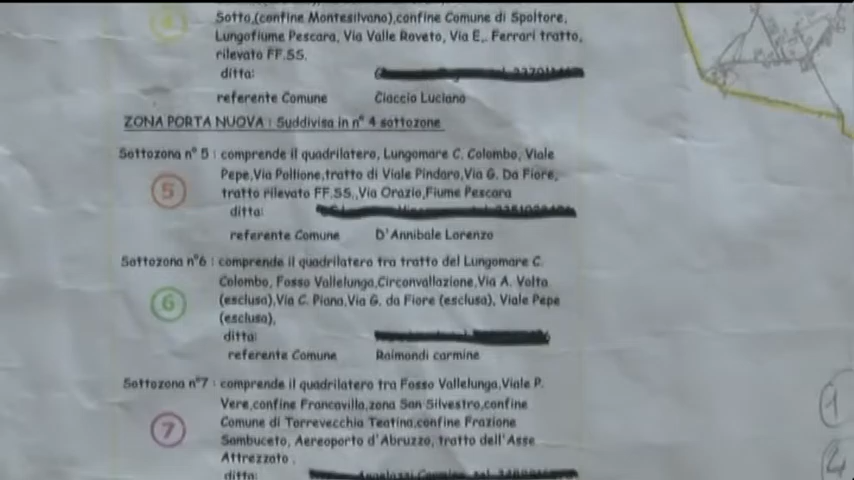 Sotto,(confine Montesilvano),confine Comune di Spoltore,
4
Lungofiume Pescara, Via Valle Roveto, Via E,. Ferrari tratto,
rilevato FF.SS.
ditta:
referente Comune Ciaccio Luciano
ZONA PORTA NUOVA : Suddivisa in n° 4 sottozone
Sottozona n° 5 : comprende il quadrilatero, Lungomare C. Colombo, Viale
Pepe,Via Pollione,tratto di Viale Pindaro,Via G. Da Fiore,
5
tratto rilevato FF.SS.,Via Orazio,Fiume Pescara
ditta:
referente Comune D'Annibale Lorenzo
Sottozona n°6 : comprende il quadrilatero tra tratto del Lungomare C.
Colombo, Fosso Vallelunga,Circonvallazione,Via A. Volta
6
(esclusa),Via C. Piana,Via G. da Fiore (esclusa), Viale Pepe
(esclusa),
ditta:
referente Comune Raimondi carmine
Sottozona n°7 : comprende il quadrilatero tra Fosso Vallelunga,Viale P.
Vere,confine Francavilla,zona San Silvestro,confine
Comune di Torrevecchia Teatina,confine Frazione
7
Sambuceto, Aereoporto d'Abruzzo, tratto dell'Asse
Attrezzato .
ditta:
1
2